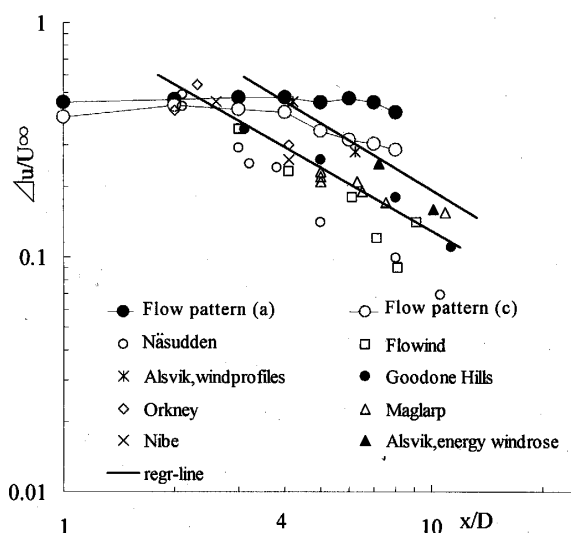 1
Δu/U∞
0.1
Flow pattern (a)
Flow pattern (c)
Näsudden
Flowind
Alsvik,windprofiles
Goodone Hills
Orkney
Maglarp
Nibe
Alsvik,energy windrose
regr-line
0.01
1
4
10
x/D